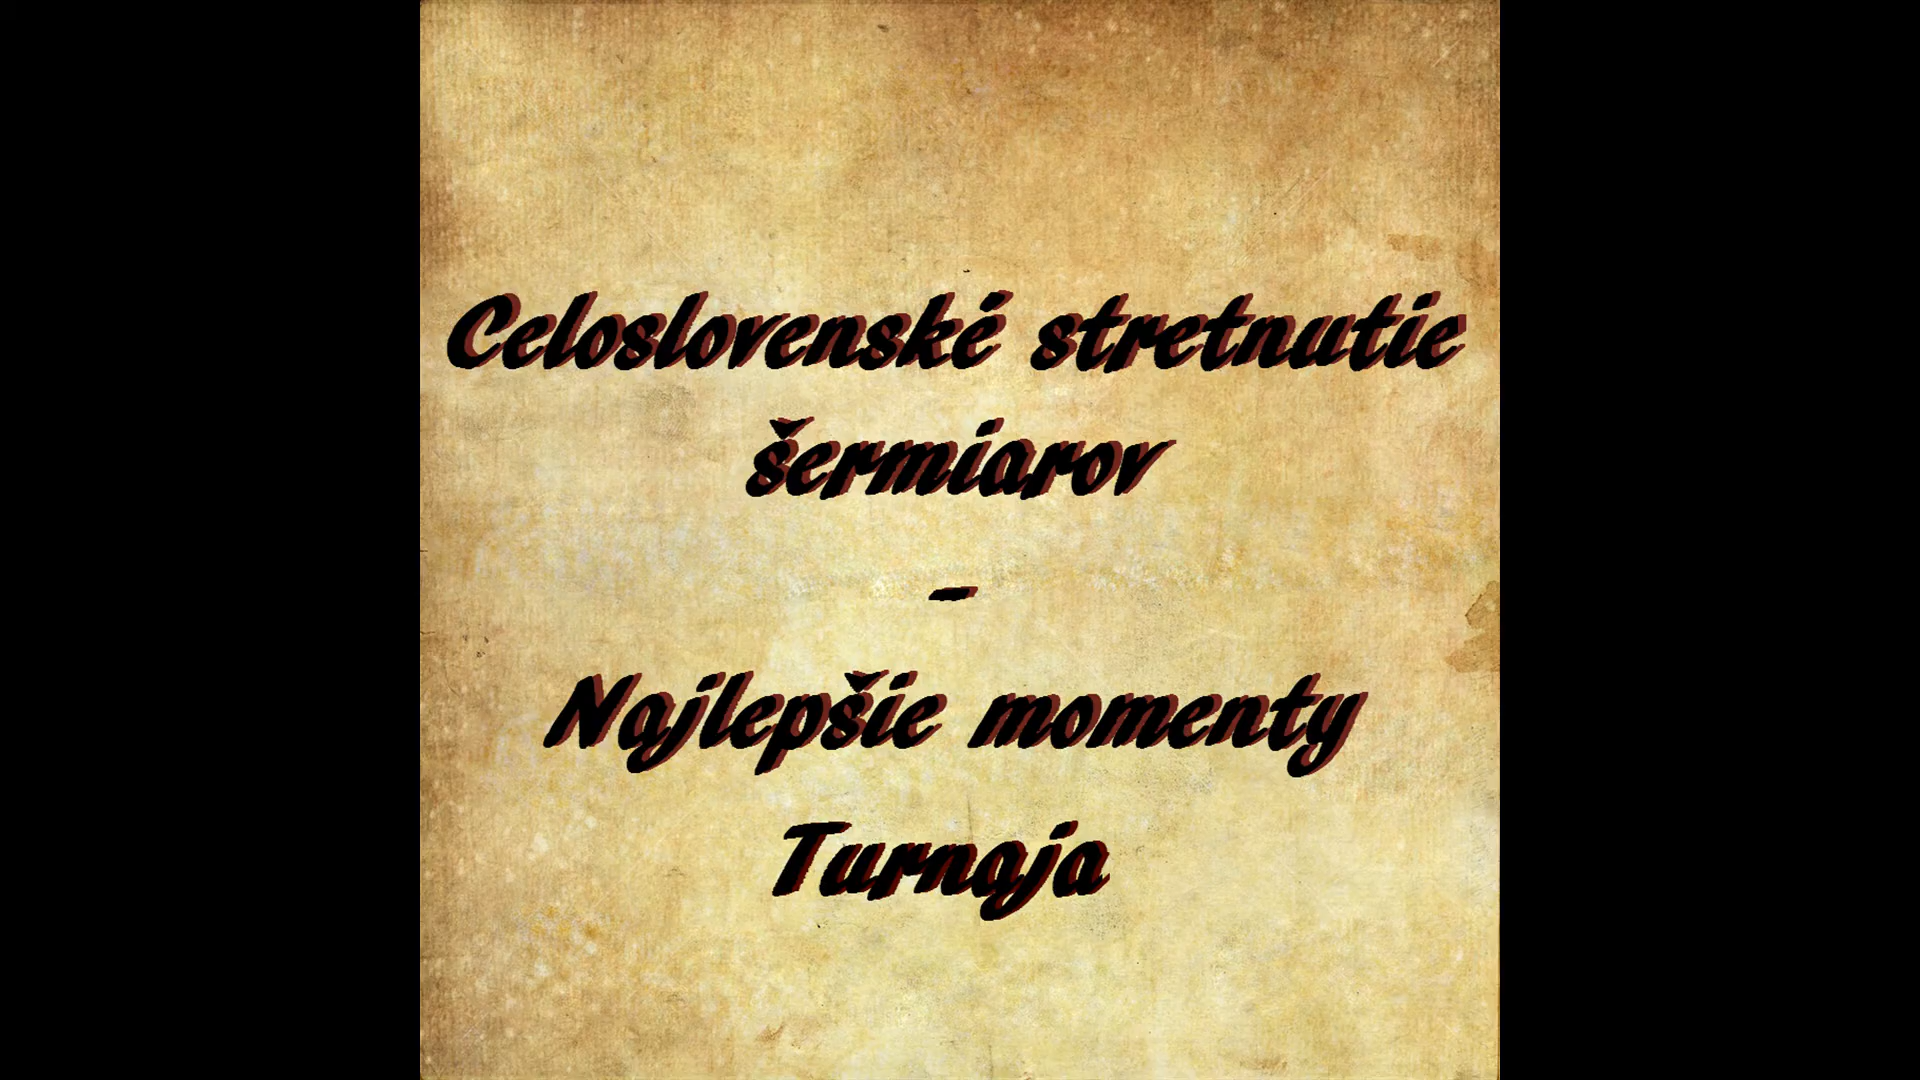 Celoslovenské stretnutie
šermiarov
-
Najlepšie momenty
Turnaja